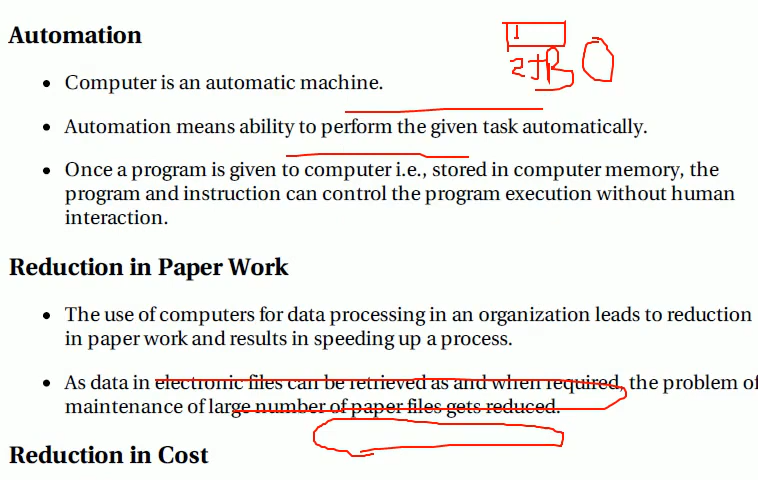 Automation
• Computer is an automatic machine.
• Automation means ability to perform the given task automatically.
• Once a program is given to computer i.e., stored in computer memory, the
program and instruction can control the program execution without human
interaction.
Reduction in Paper Work
• The use of computers for data processing in an organization leads to reduction
in paper work and results in speeding up a process.
• As data in electronic files can be retrieved as and when required, the problem of
maintenance of large number of paper files gets reduced.
Reduction in Cost